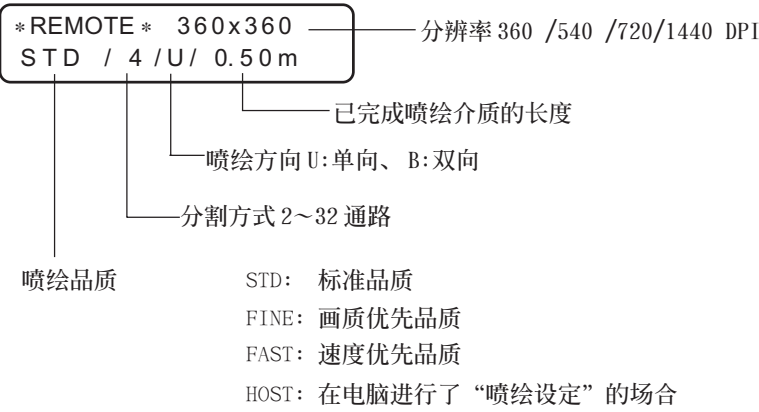 *REMOTE* 360x360
分辨率 360 /540 /720/1440 DPI
STD / 4 /U/ 0.50m
已完成喷绘介质的长度
喷绘方向 U:单向、 B:双向
分割方式 2～32 通路
喷绘品质
STD: 标准品质
FINE: 画质优先品质
FAST: 速度优先品质
HOST: 在电脑进行了“喷绘设定”的场合